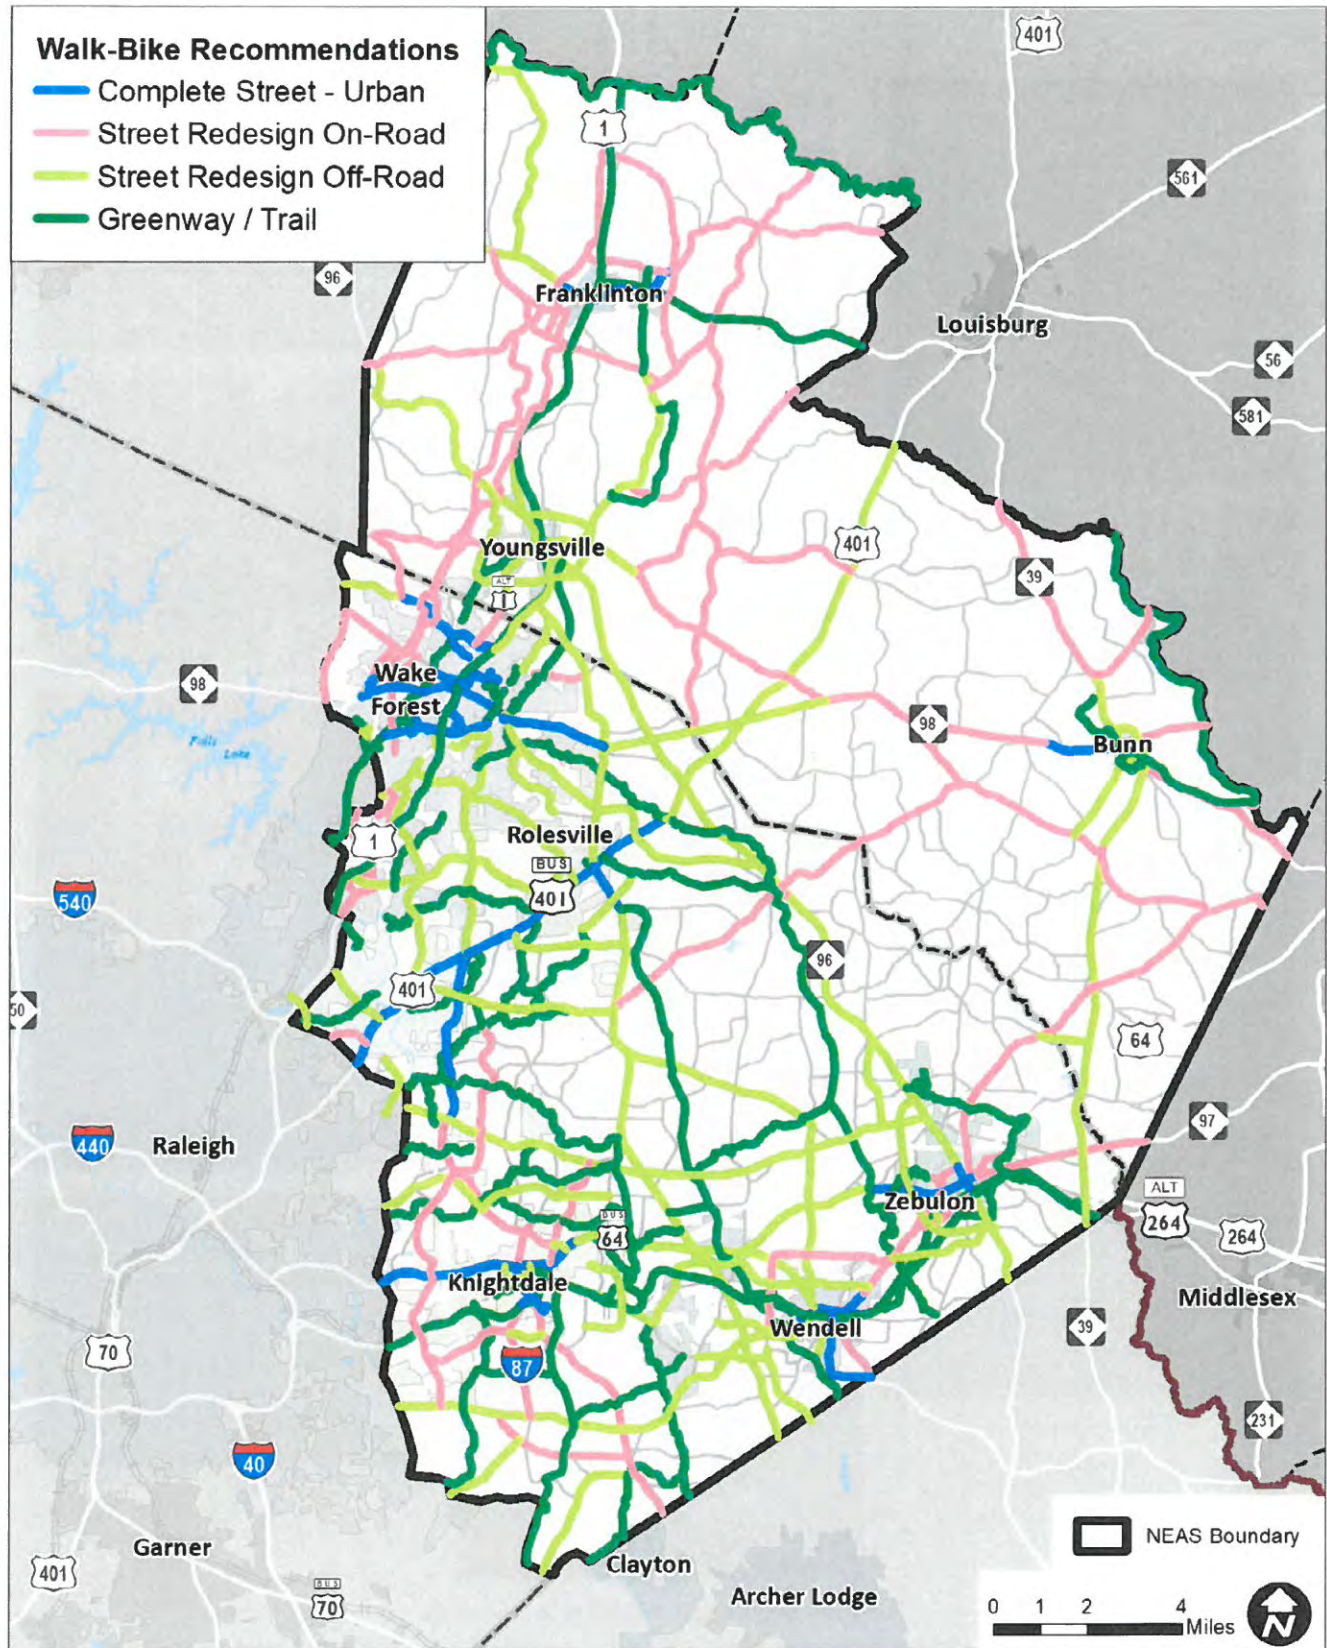 Walk-Bike Recommendations
Complete Street - Urban
Street Redesign On-Road
Street Redesign Off-Road
Greenway / Trail
401
1
561
96
Franklinton
Louisburg
56
581
401
Youngsville
39
ALT
1
98
Wake
Forest
98
Bunn
Falls
Lake
1
Rolesville
BUS
401
540
96
401
50
64
440
Raleigh
97
Zebulon
ALT
264
264
BUS
64
Knightdale
Middlesex
Wendell
39
70
87
231
40
NEAS Boundary
Garner
Clayton
401
BUS
70
Archer Lodge
0 1 2 4
Miles
N